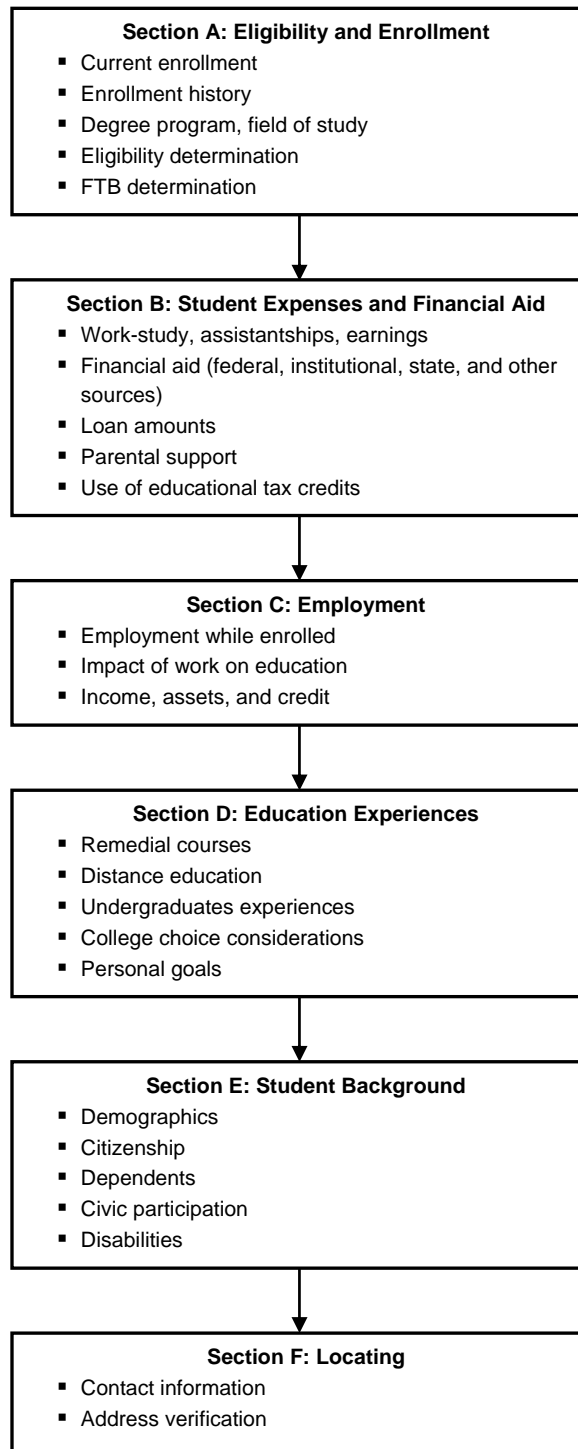 Section A: Eligibility and Enrollment
▪ Current enrollment
▪ Enrollment history
▪ Degree program, field of study
▪ Eligibility determination
▪ FTB determination
Section B: Student Expenses and Financial Aid
▪ Work-study, assistantships, earnings
▪ Financial aid (federal, institutional, state, and other
sources)
▪ Loan amounts
▪ Parental support
▪ Use of educational tax credits
Section C: Employment
▪ Employment while enrolled
▪ Impact of work on education
▪ Income, assets, and credit
Section D: Education Experiences
▪ Remedial courses
▪ Distance education
▪ Undergraduates experiences
▪ College choice considerations
▪ Personal goals
Section E: Student Background
▪ Demographics
▪ Citizenship
▪ Dependents
▪ Civic participation
▪ Disabilities
Section F: Locating
▪ Contact information
▪ Address verification